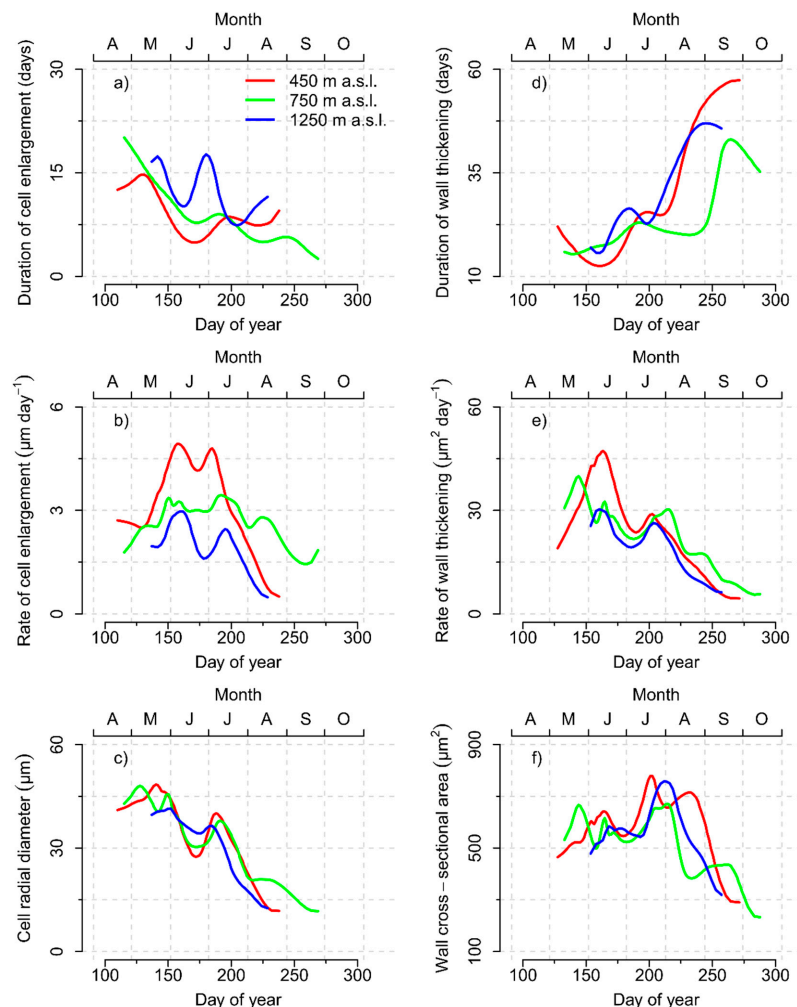 Month
A M J J A S O
Duration of cell enlargement (days)
30
15
0
a)
450 m a.s.l.
750 m a.s.l.
1250 m a.s.l.
100 150 200 250 300
Day of year
Month
A M J J A S O
Duration of wall thickening (days)
60
35
10
d)
100 150 200 250 300
Day of year
Month
A M J J A S O
Rate of cell enlargement (µm day⁻¹)
6
3
0
b)
100 150 200 250 300
Day of year
Month
A M J J A S O
Rate of wall thickening (µm² day⁻¹)
60
30
0
e)
100 150 200 250 300
Day of year
Month
A M J J A S O
Cell radial diameter (µm)
60
30
0
c)
100 150 200 250 300
Day of year
Month
A M J J A S O
Wall cross – sectional area (µm²)
900
500
100
f)
100 150 200 250 300
Day of year